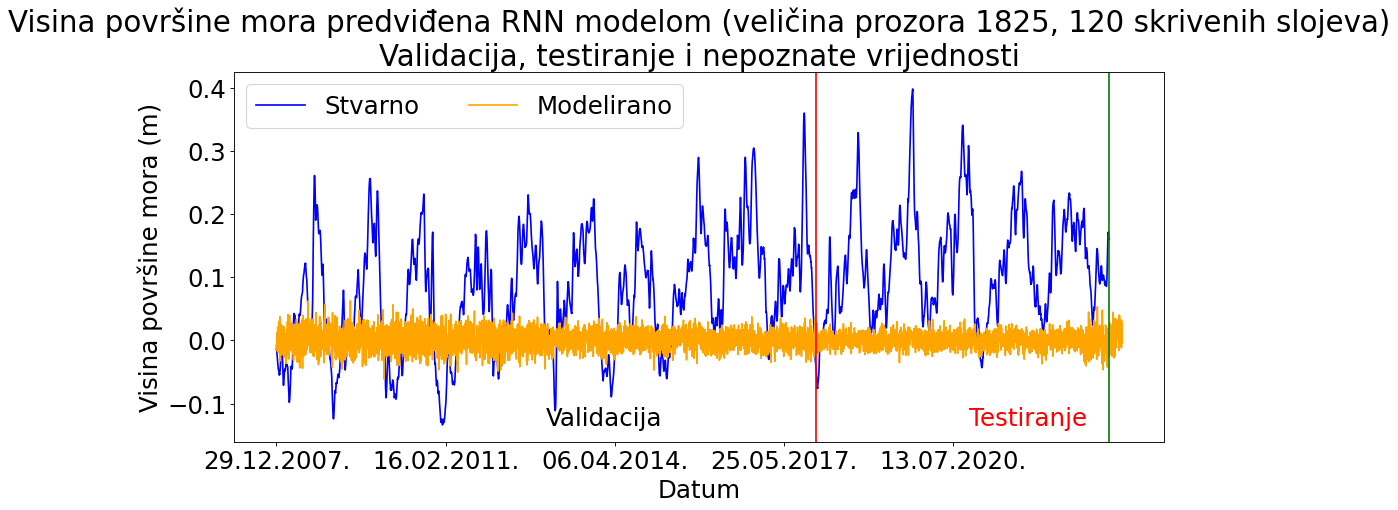 Visina površine mora predviđena RNN modelom (veličina prozora 1825, 120 skrivenih slojeva)
Validacija, testiranje i nepoznate vrijednosti
Stvarno
Modelirano
Visina površine mora (m)
0.4
0.3
0.2
0.1
0.0
−0.1
Validacija
Testiranje
29.12.2007.
16.02.2011.
06.04.2014.
25.05.2017.
13.07.2020.
Datum